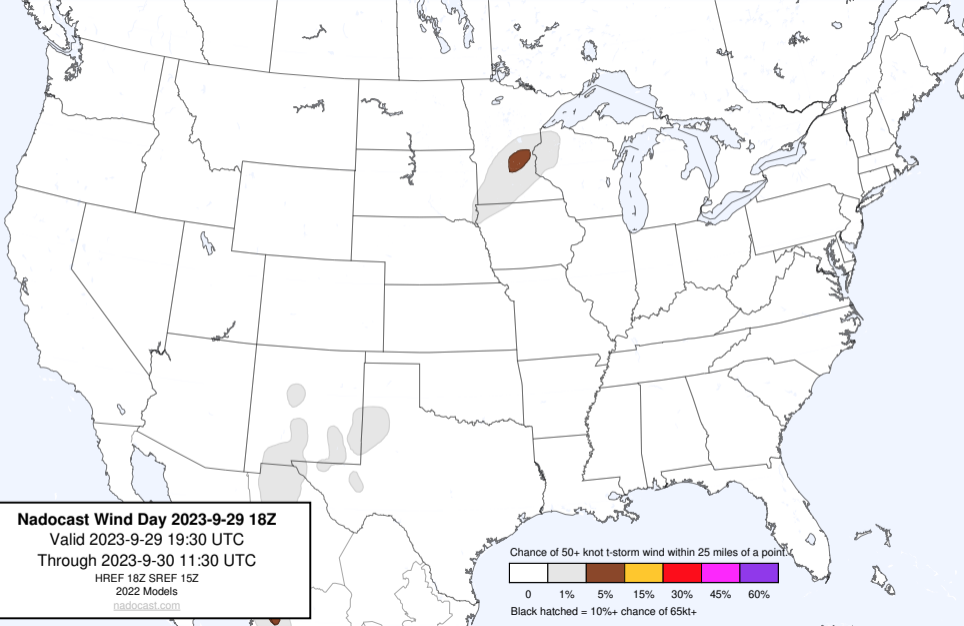 Nadocast Wind Day 2023-9-29 18Z
Valid 2023-9-29 19:30 UTC
Through 2023-9-30 11:30 UTC
HREF 18Z SREF 15Z
2022 Models
nadocast.com
Chance of 50+ knot t-storm wind within 25 miles of a point.
0 1% 5% 15% 30% 45% 60%
Black hatched = 10%+ chance of 65kt+